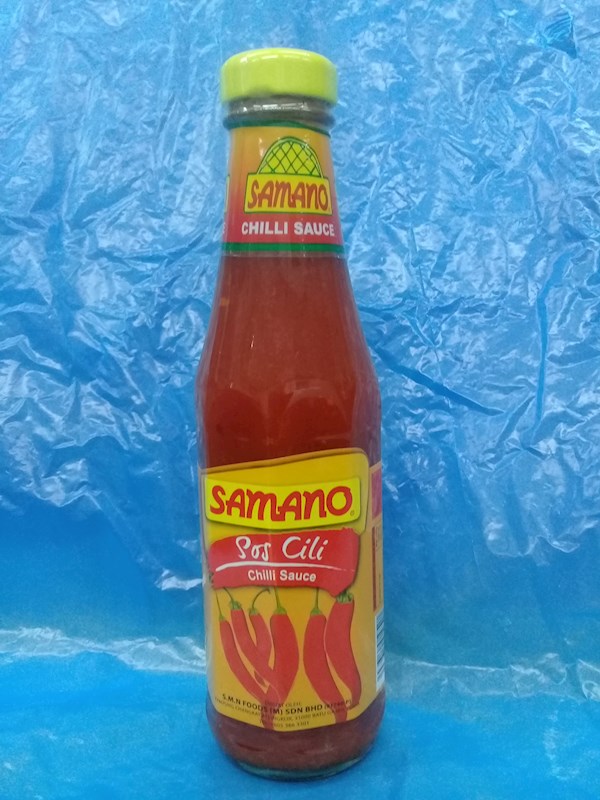 SAMANO
CHILLI SAUCE
SAMANO
Sos Cili
Chilli Sauce
S.M.N FOODS (M) SDN BHD